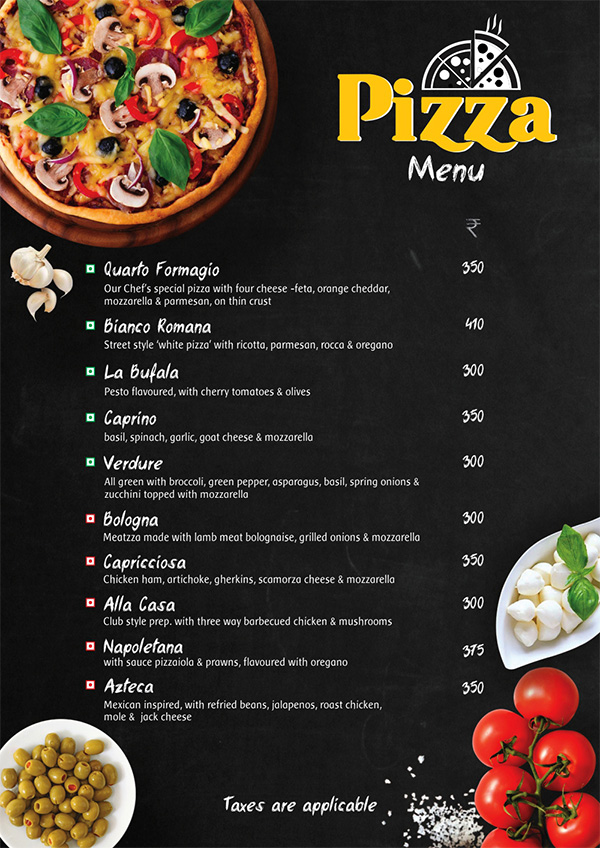 Pizza
Menu
₹
Quarto Formagio 350
Our Chef's special pizza with four cheese -feta, orange cheddar,
mozzarella & parmesan, on thin crust
Bianco Romana 410
Street style 'white pizza' with ricotta, parmesan, rocca & oregano
La Bufala 300
Pesto flavoured, with cherry tomatoes & olives
Caprino 350
basil, spinach, garlic, goat cheese & mozzarella
Verdure 300
All green with broccoli, green pepper, asparagus, basil, spring onions &
zucchini topped with mozzarella
Bologna 300
Meatzza made with lamb meat bolognaise, grilled onions & mozzarella
Capricciosa 350
Chicken ham, artichoke, gherkins, scamorza cheese & mozzarella
Alla Casa 300
Club style prep. with three way barbecued chicken & mushrooms
Napoletana 375
with sauce pizzaiola & prawns, flavoured with oregano
Azteca 350
Mexican inspired, with refried beans, jalapenos, roast chicken,
mole & jack cheese
Taxes are applicable